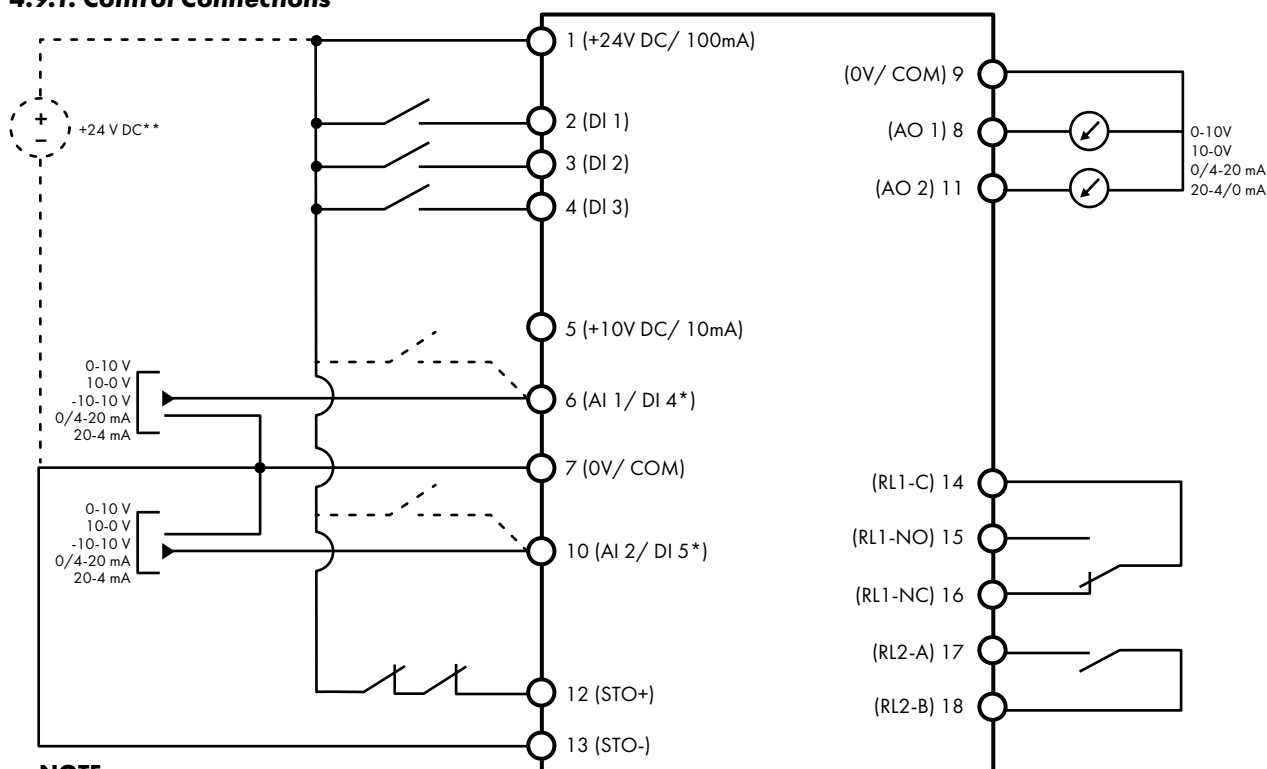 4.9.1. Control Connections
1 (+24V DC/ 100mA)
+
−
+24 V DC**
2 (DI 1)
3 (DI 2)
4 (DI 3)
5 (+10V DC/ 10mA)
0-10 V
10-0 V
-10-10 V
0/4-20 mA
20-4 mA
6 (AI 1/ DI 4*)
7 (0V/ COM)
0-10 V
10-0 V
-10-10 V
0/4-20 mA
20-4 mA
10 (AI 2/ DI 5*)
12 (STO+)
13 (STO-)
(0V/ COM) 9
(AO 1) 8
(AO 2) 11
0-10V
10-0V
0/4-20 mA
20-4/0 mA
(RL1-C) 14
(RL1-NO) 15
(RL1-NC) 16
(RL2-A) 17
(RL2-B) 18
NOTE